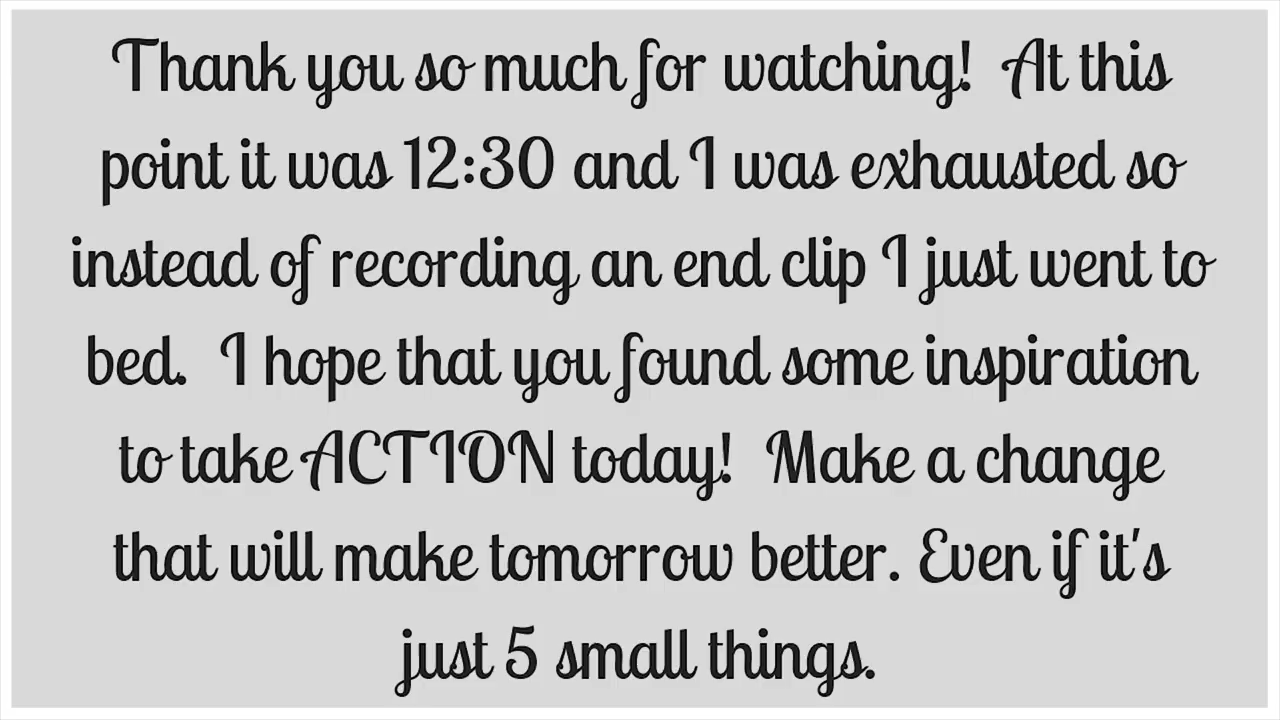 Thank you so much for watching!  At this
point it was 12:30 and I was exhausted so
instead of recording an end clip I just went to
bed.  I hope that you found some inspiration
to take ACTION today!  Make a change
that will make tomorrow better. Even if it's
just 5 small things.